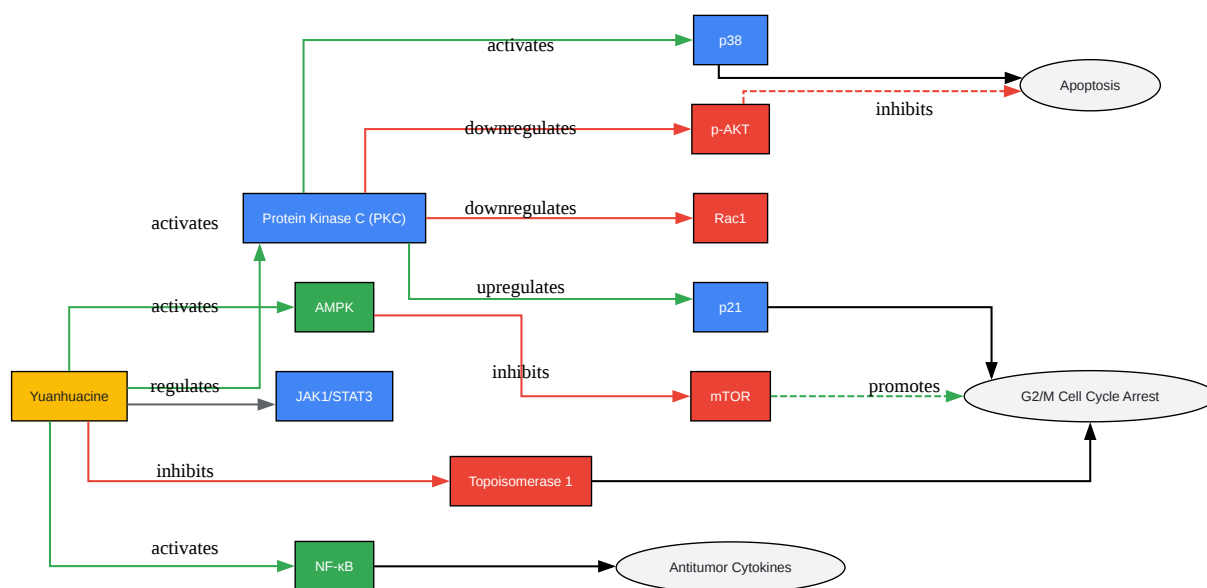 p38
activates
Apoptosis
inhibits
p-AKT
downregulates
Protein Kinase C (PKC)
downregulates
Rac1
activates
upregulates
activates
AMPK
p21
inhibits
regulates
promotes
Yuanhuacine
JAK1/STAT3
mTOR
G2/M Cell Cycle Arrest
inhibits
Topoisomerase 1
activates
NF-κB
Antitumor Cytokines